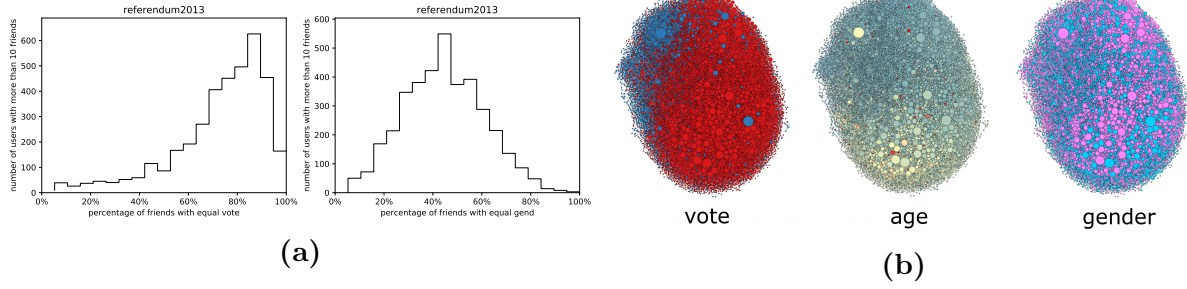 referendum2013
number of users with more than 10 friends
600
500
400
300
200
100
0
0%
20%
40%
60%
80%
100%
percentage of friends with equal vote
referendum2013
number of users with more than 10 friends
600
500
400
300
200
100
0
0%
20%
40%
60%
80%
100%
percentage of friends with equal gend
(a)
vote
age
gender
(b)